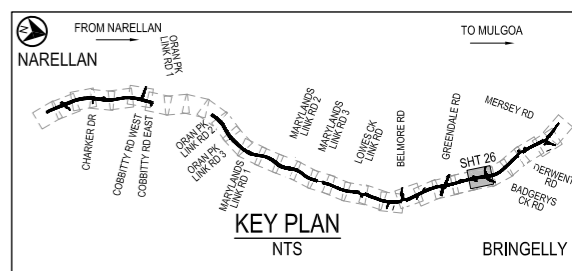 FROM NARELLAN
TO MULGOA
NARELLAN
ORAN PK
LINK RD 1
CHARKER DR
COBBITTY RD WEST
COBBITTY RD EAST
ORAN PK
LINK RD 2
ORAN PK
LINK RD 3
MARYLANDS
LINK RD 1
MARYLANDS
LINK RD 2
MARYLANDS
LINK RD 3
LOWES CK
LINK RD
BELMORE RD
GREENDALE RD
SHT 26
MERSEY RD
DERWENT
RD
BADGERYS
CK RD
KEY PLAN
NTS
BRINGELLY